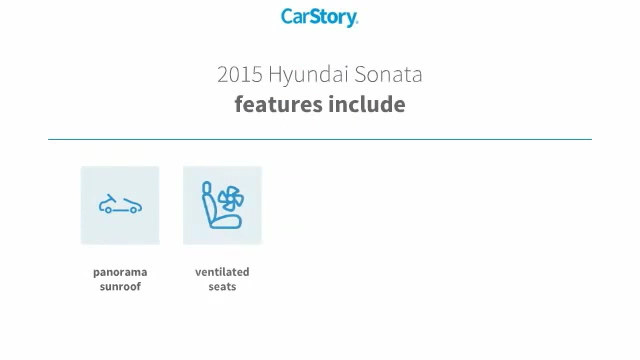 CarStory.
2015 Hyundai Sonata
features include
panorama
sunroof
ventilated
seats